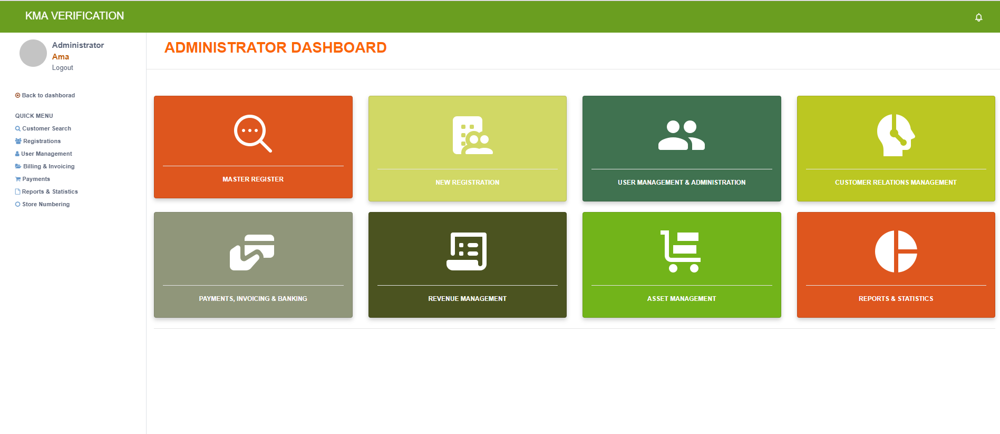 KMA VERIFICATION
Administrator
Ama
Logout
Back to dashborad
QUICK MENU
Customer Search
Registrations
User Management
Billing & Invoicing
Payments
Reports & Statistics
Store Numbering
ADMINISTRATOR DASHBOARD
MASTER REGISTER
NEW REGISTRATION
USER MANAGEMENT & ADMINISTRATION
CUSTOMER RELATIONS MANAGEMENT
PAYMENTS, INVOICING & BANKING
REVENUE MANAGEMENT
ASSET MANAGEMENT
REPORTS & STATISTICS